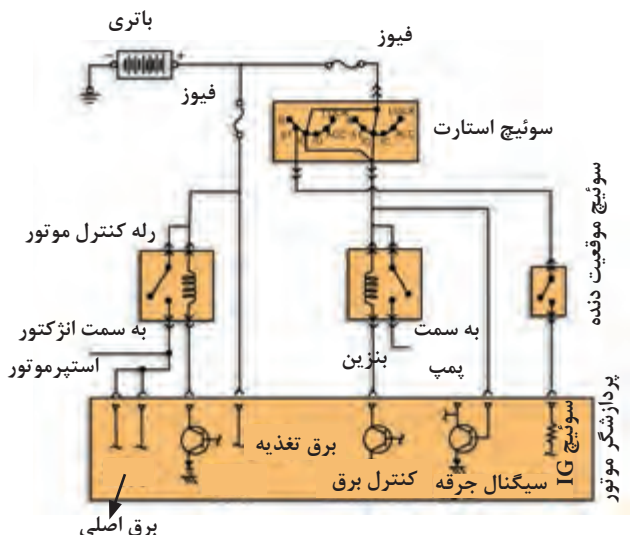 باتری
فیوز
فیوز
سوئیچ استارت
سوئیچ موقعیت دنده
رله کنترل موتور
به سمت انژکتور
استپرموتور
بنزین
به سمت
پمپ
پردازشگر موتور
سوئیچ IG
سیگنال جرقه
کنترل برق
برق تغذیه
برق اصلی